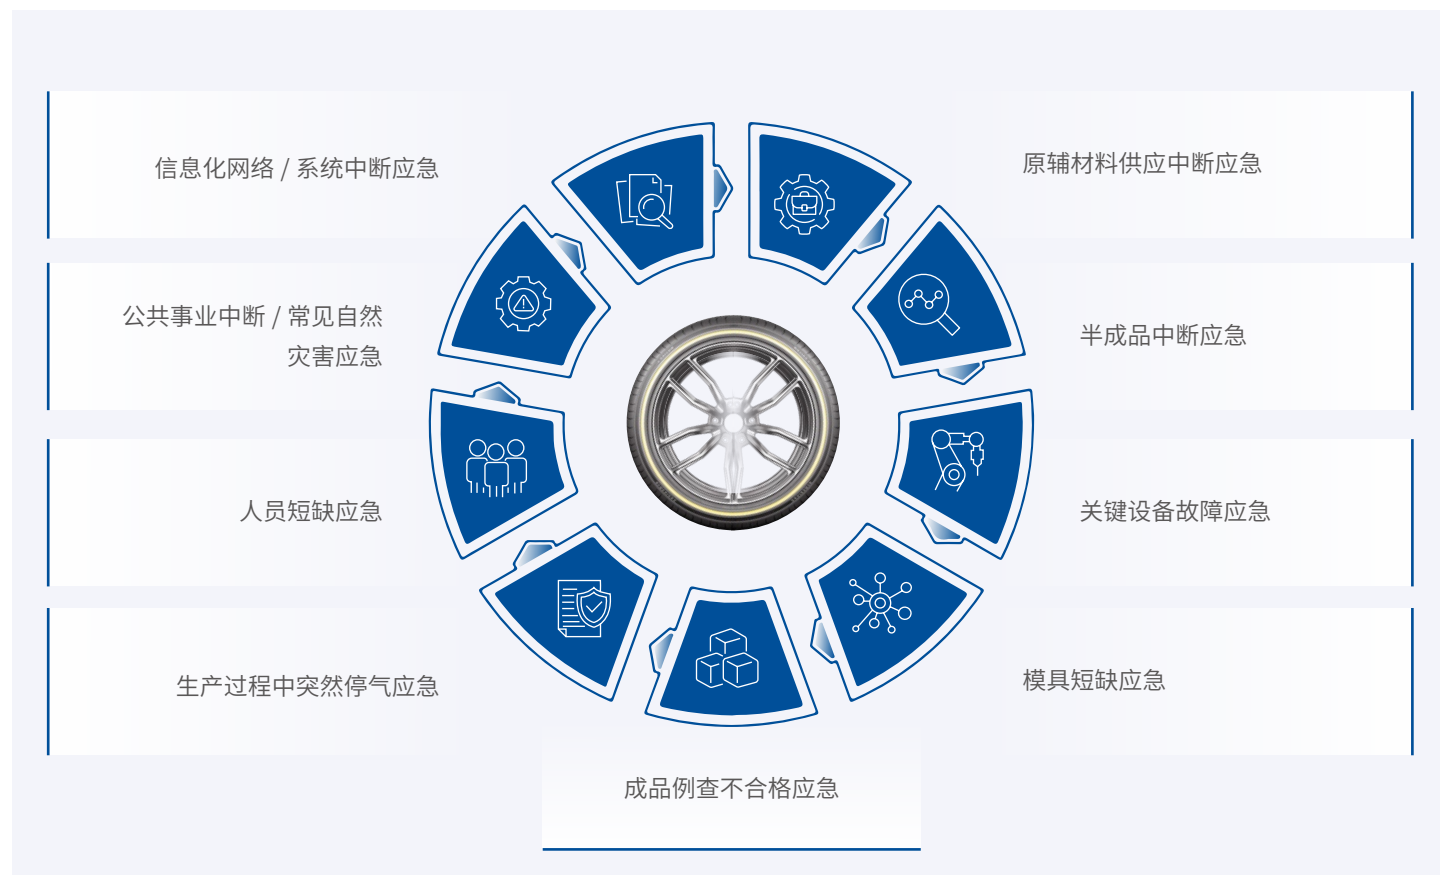 信息化网络 / 系统中断应急
原辅材料供应中断应急
公共事业中断 / 常见自然
灾害应急
半成品中断应急
人员短缺应急
关键设备故障应急
生产过程中突然停气应急
模具短缺应急
成品例查不合格应急